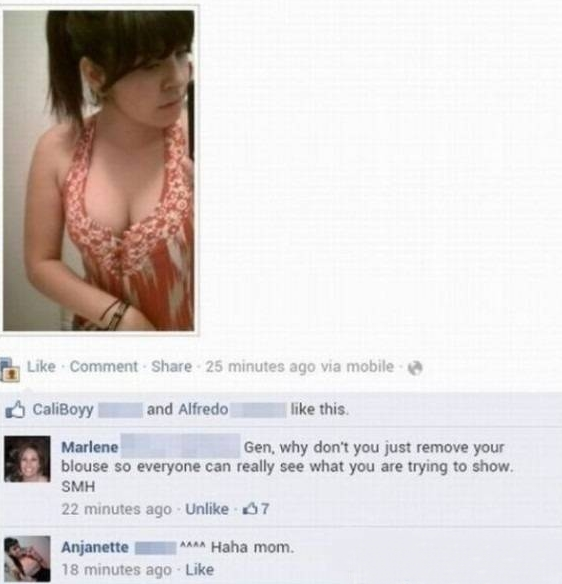 Like · Comment · Share · 25 minutes ago via mobile ·
CaliBoyy and Alfredo like this.
Marlene Gen, why don't you just remove your
blouse so everyone can really see what you are trying to show.
SMH
22 minutes ago · Unlike · 7
Anjanette ^^^^ Haha mom.
18 minutes ago · Like